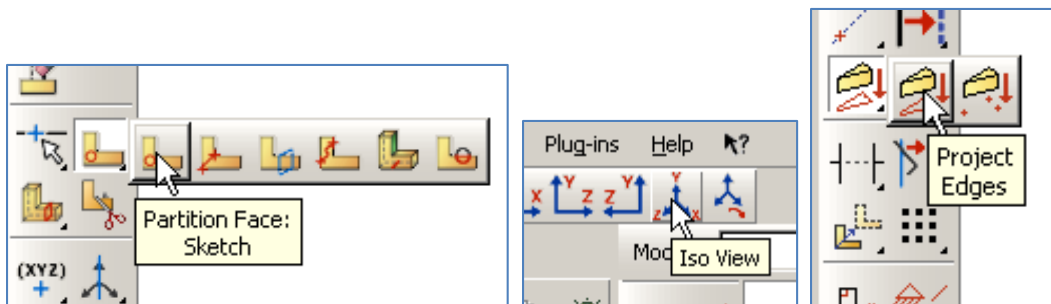 Partition Face:
Sketch
(XYZ)
Plug-ins Help ?
X Y Z Z Y Y Z X
Mod
Iso View
Project
Edges